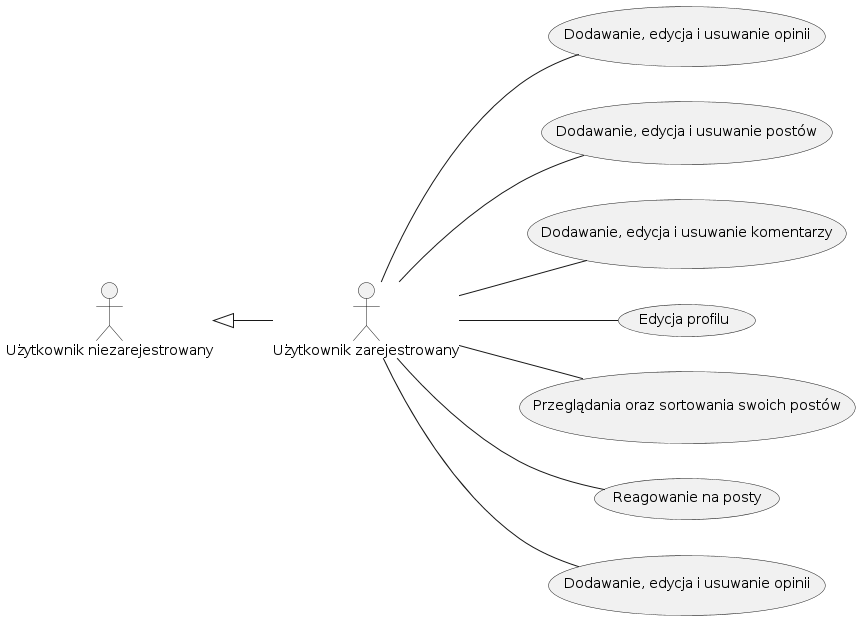 Dodawanie, edycja i usuwanie opinii
Dodawanie, edycja i usuwanie postów
Dodawanie, edycja i usuwanie komentarzy
Edycja profilu
Użytkownik niezarejestrowany
Użytkownik zarejestrowany
Przeglądania oraz sortowania swoich postów
Reagowanie na posty
Dodawanie, edycja i usuwanie opinii